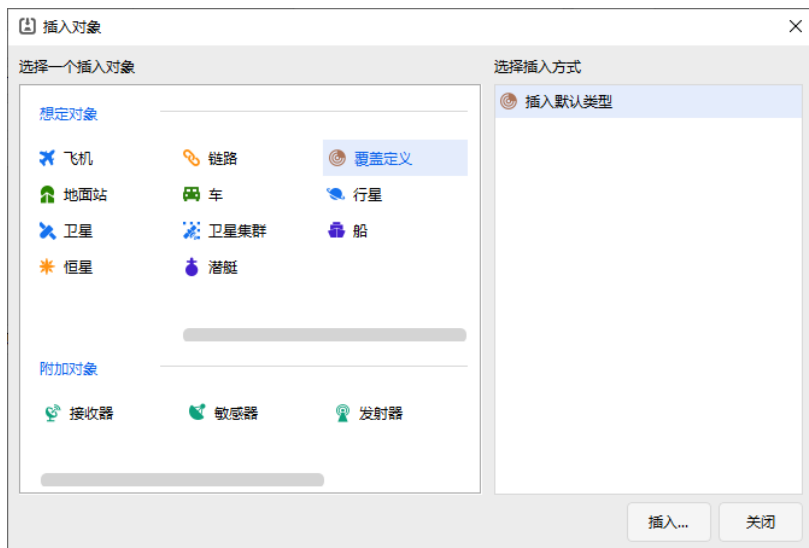 插入对象
选择一个插入对象
选择插入方式
想定对象
插入默认类型
飞机 链路 覆盖定义
地面站 车 行星
卫星 卫星集群 船
恒星 潜艇
附加对象
接收器 敏感器 发射器
插入... 关闭